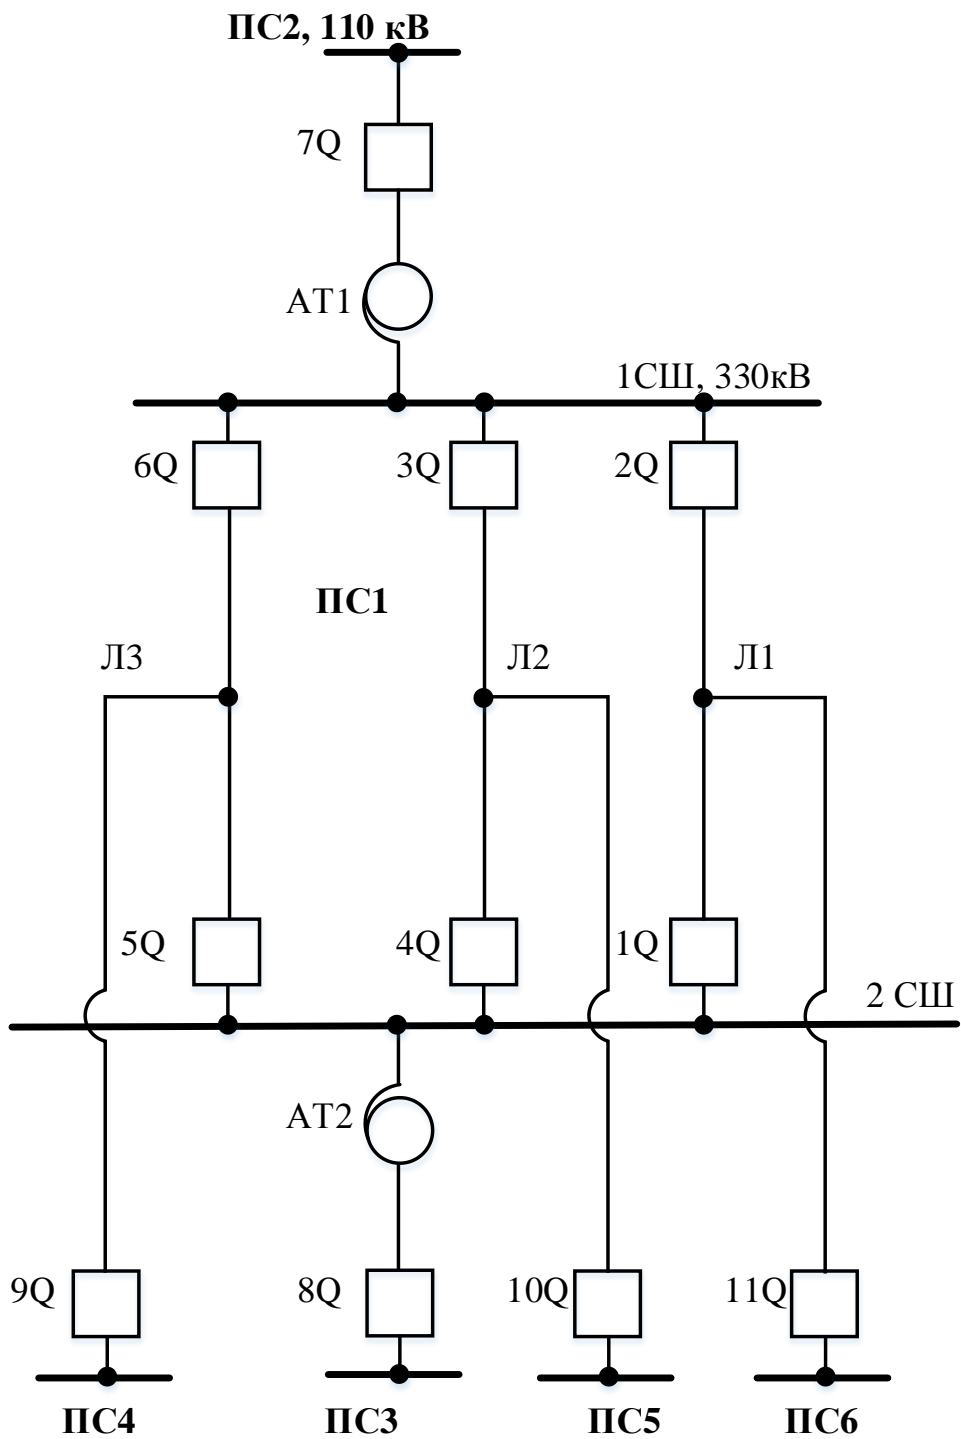 ПС2, 110 кВ
7Q
АТ1
1СШ, 330кВ
6Q
3Q
2Q
ПС1
Л3
Л2
Л1
5Q
4Q
1Q
2 СШ
АТ2
9Q
8Q
10Q
11Q
ПС4
ПС3
ПС5
ПС6